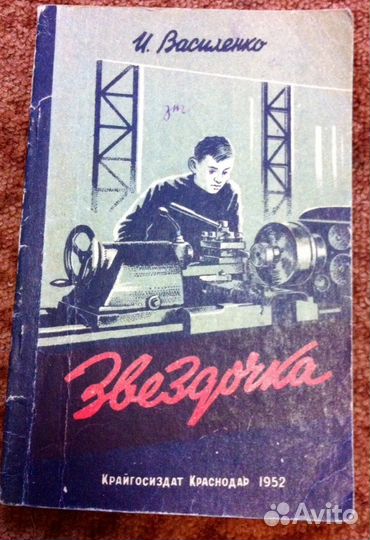 И. Василенко
Звездочка
Крайгосиздат Краснодар 1952
Avito